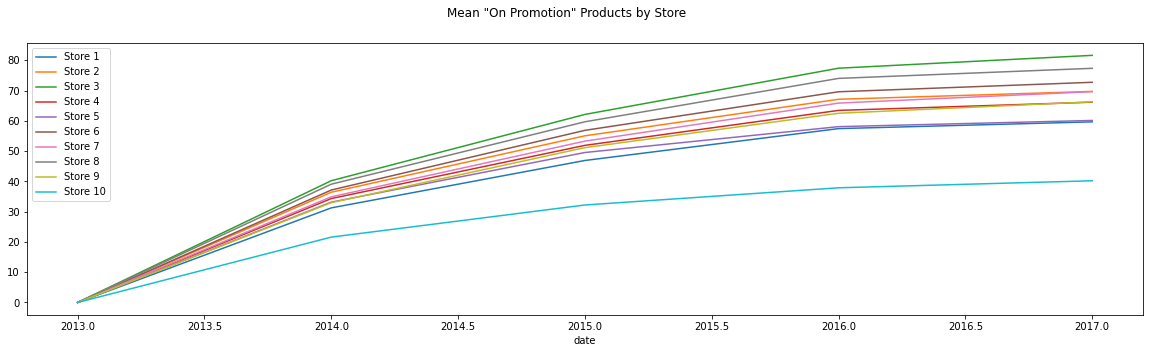 Mean "On Promotion" Products by Store
Store 1
Store 2
Store 3
Store 4
Store 5
Store 6
Store 7
Store 8
Store 9
Store 10
80
70
60
50
40
30
20
10
0
2013.0 2013.5 2014.0 2014.5 2015.0 2015.5 2016.0 2016.5 2017.0
date